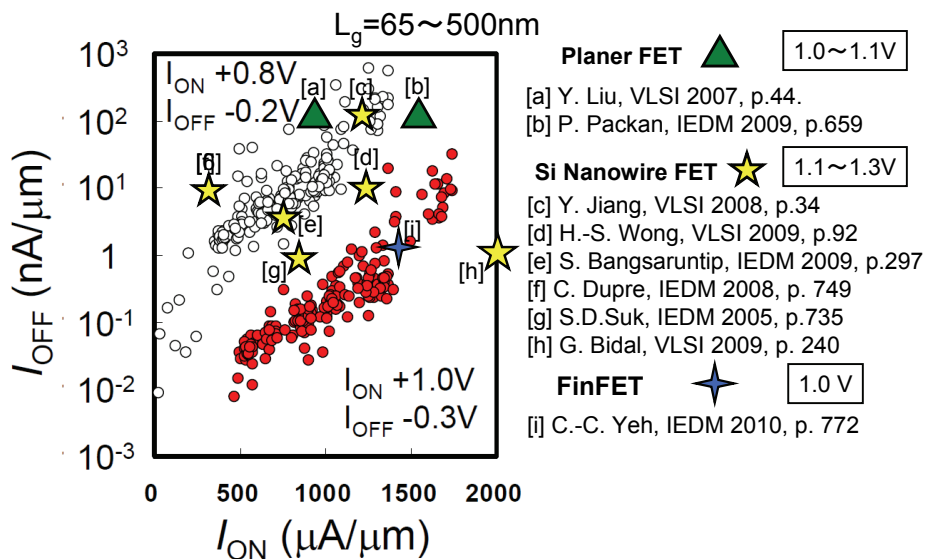 Lg=65～500nm
10³
10²
10¹
1
10⁻¹
10⁻²
10⁻³
IOFF (nA/μm)
ION +0.8V
IOFF -0.2V
[a]
[c]
[b]
[d]
[e]
[g]
[i]
[h]
ION +1.0V
IOFF -0.3V
0 500 1000 1500 2000
ION (μA/μm)
Planer FET 1.0～1.1V
[a] Y. Liu, VLSI 2007, p.44.
[b] P. Packan, IEDM 2009, p.659
Si Nanowire FET 1.1～1.3V
[c] Y. Jiang, VLSI 2008, p.34
[d] H.-S. Wong, VLSI 2009, p.92
[e] S. Bangsaruntip, IEDM 2009, p.297
[f] C. Dupre, IEDM 2008, p. 749
[g] S.D.Suk, IEDM 2005, p.735
[h] G. Bidal, VLSI 2009, p. 240
FinFET 1.0 V
[i] C.-C. Yeh, IEDM 2010, p. 772